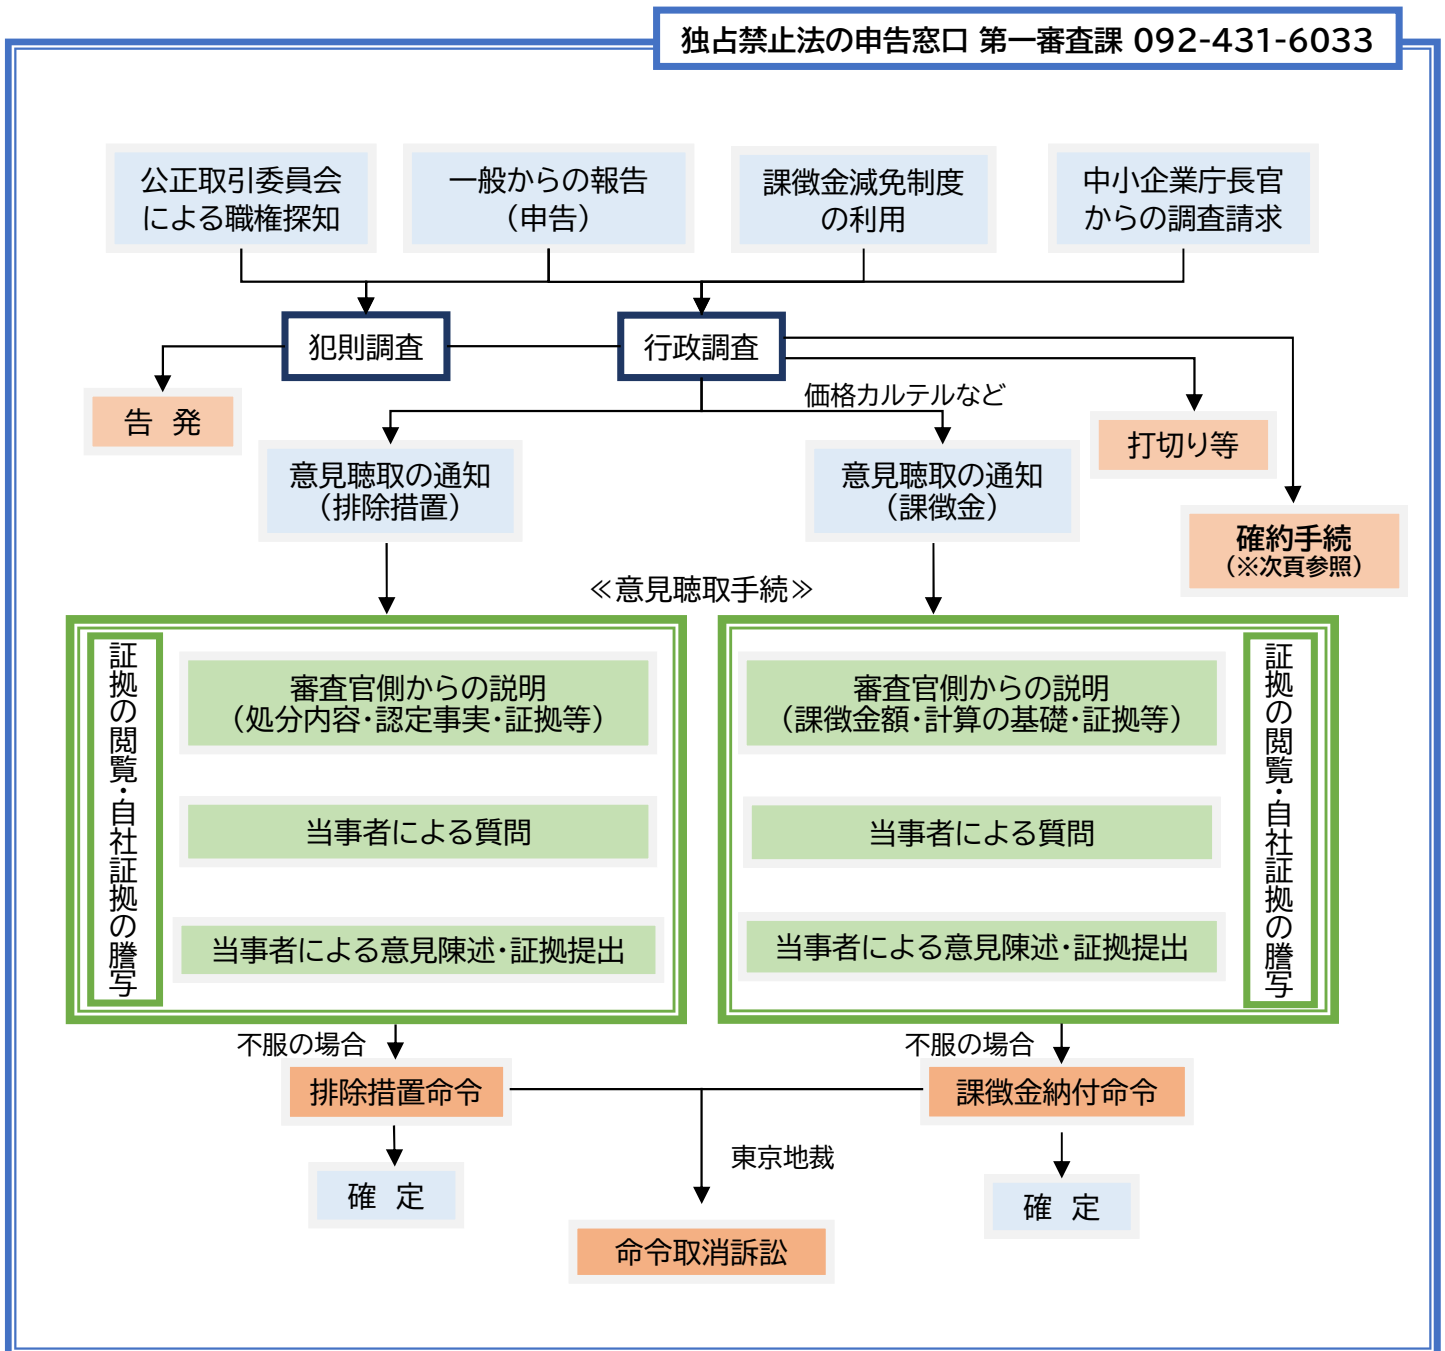 独占禁止法の申告窓口 第一審査課 092-431-6033
公正取引委員会
による職権探知
一般からの報告
（申告）
課徴金減免制度
の利用
中小企業庁長官
からの調査請求
犯則調査
行政調査
告 発
価格カルテルなど
打切り等
意見聴取の通知
（排除措置）
意見聴取の通知
（課徴金）
確約手続
（※次頁参照）
≪意見聴取手続≫
証拠の閲覧・自社証拠の謄写
審査官側からの説明
（処分内容・認定事実・証拠等）
当事者による質問
当事者による意見陳述・証拠提出
審査官側からの説明
（課徴金額・計算の基礎・証拠等）
当事者による質問
当事者による意見陳述・証拠提出
証拠の閲覧・自社証拠の謄写
不服の場合
不服の場合
排除措置命令
課徴金納付命令
東京地裁
確 定
確 定
命令取消訴訟